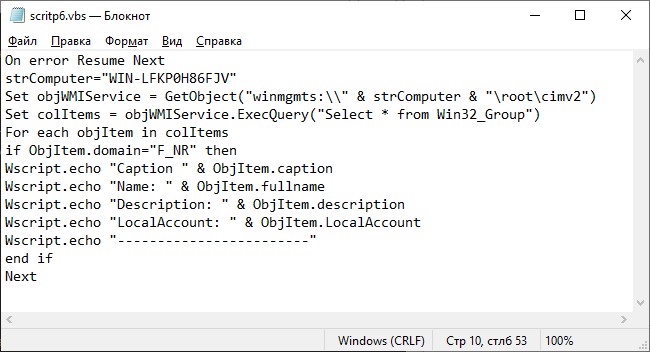 scritp6.vbs — Блокнот
Файл Правка Формат Вид Справка
On error Resume Next
strComputer="WIN-LFKP0H86FJV"
Set objWMIService = GetObject("winmgmts:\\" & strComputer & "\root\cimv2")
Set colItems = objWMIService.ExecQuery("Select * from Win32_Group")
For each objItem in colItems
if ObjItem.domain="F_NR" then
Wscript.echo "Caption " & ObjItem.caption
Wscript.echo "Name: " & ObjItem.fullname
Wscript.echo "Description: " & ObjItem.description
Wscript.echo "LocalAccount: " & ObjItem.LocalAccount
Wscript.echo "------------------------"
end if
Next
Windows (CRLF) Стр 10, стлб 53 100%